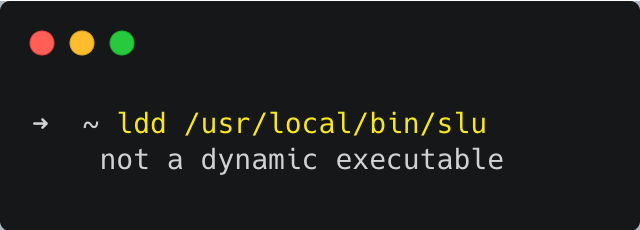 ➜ ~ ldd /usr/local/bin/slu
not a dynamic executable